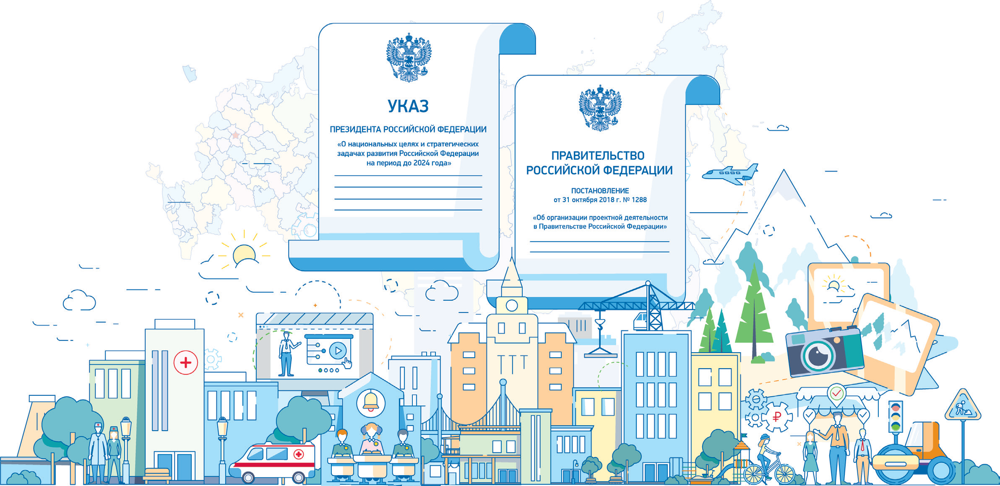 УКАЗ
ПРЕЗИДЕНТА РОССИЙСКОЙ ФЕДЕРАЦИИ
«О национальных целях и стратегических
задачах развития Российской Федерации
на период до 2024 года»
ПРАВИТЕЛЬСТВО
РОССИЙСКОЙ ФЕДЕРАЦИИ
ПОСТАНОВЛЕНИЕ
от 31 октября 2018 г. № 1288
«Об организации проектной деятельности
в Правительстве Российской Федерации»
₽